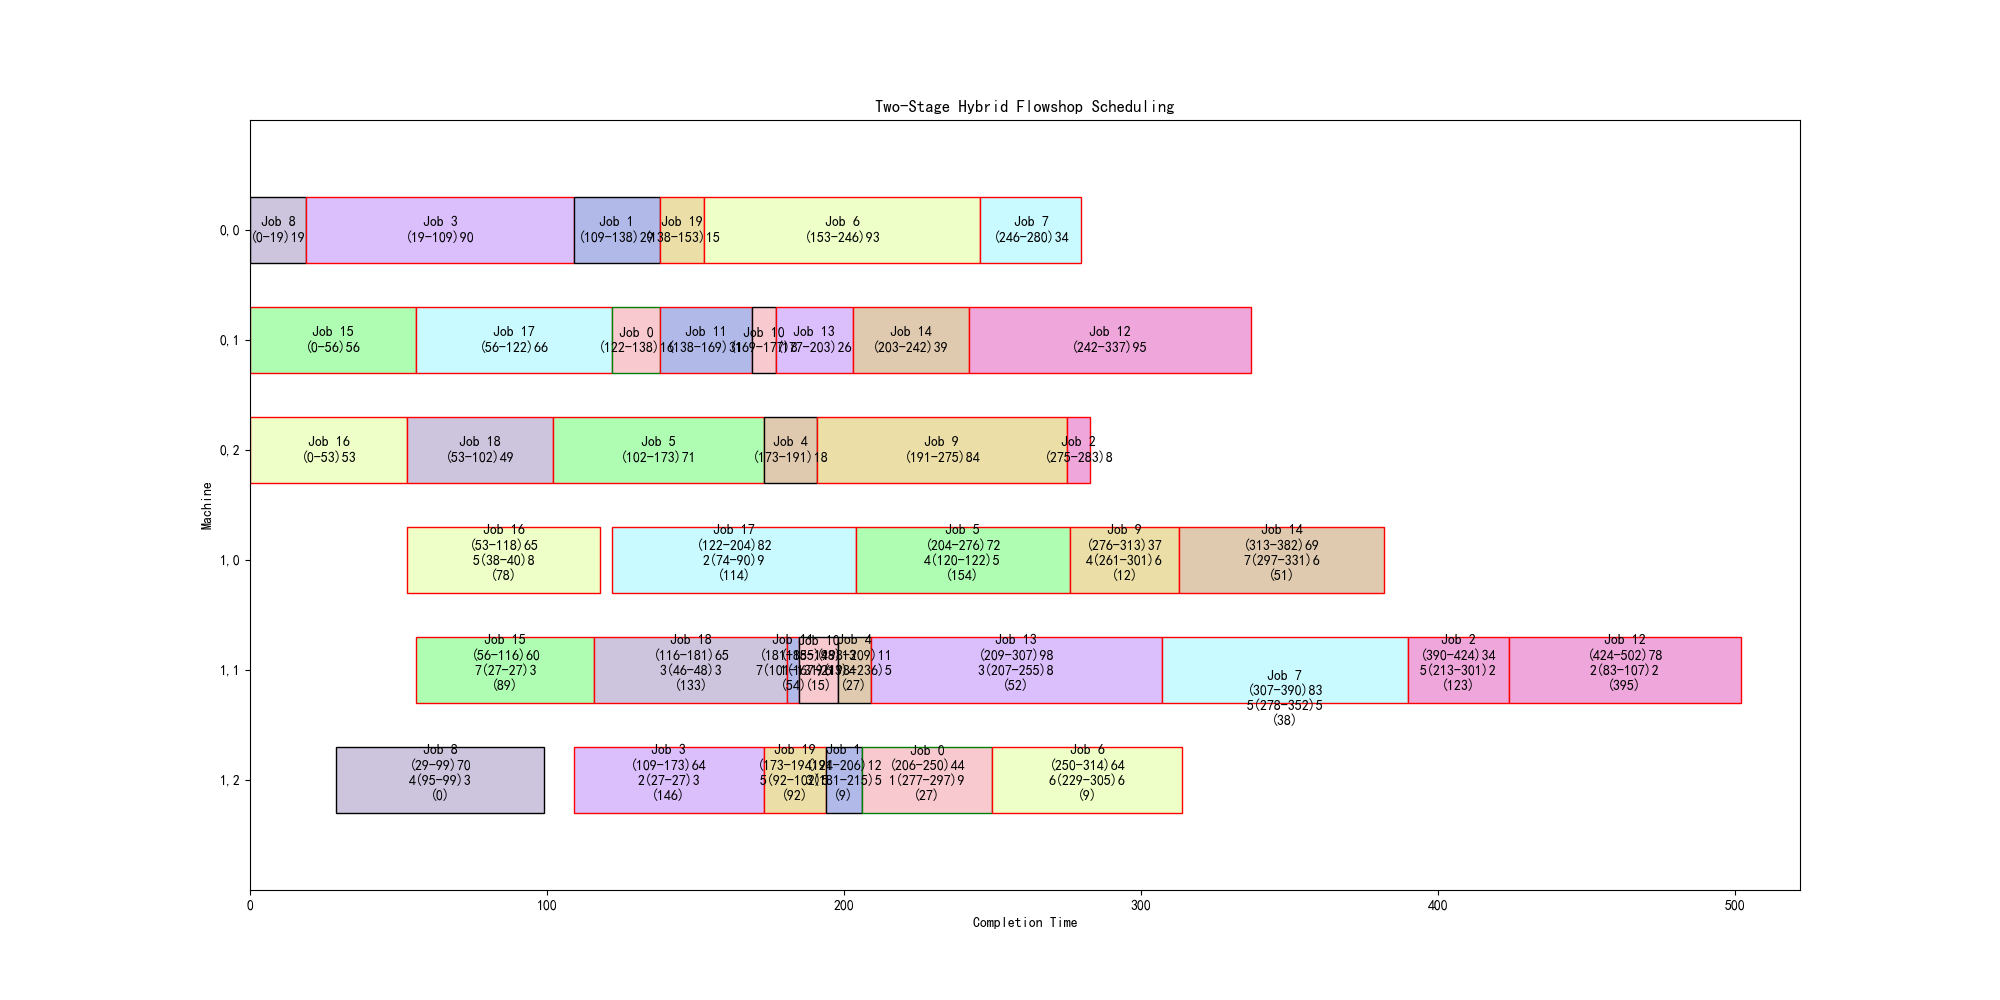 Two-Stage Hybrid Flowshop Scheduling
0,0
Job 8
(0-19)19
Job 3
(19-109)90
Job 1
(109-138)29
Job 19
(138-153)15
Job 6
(153-246)93
Job 7
(246-280)34
0,1
Job 15
(0-56)56
Job 17
(56-122)66
Job 0
(122-138)16
Job 11
(138-169)31
Job 10
(169-177)8
Job 13
(177-203)26
Job 14
(203-242)39
Job 12
(242-337)95
0,2
Job 16
(0-53)53
Job 18
(53-102)49
Job 5
(102-173)71
Job 4
(173-191)18
Job 9
(191-275)84
Job 2
(275-283)8
Machine
1,0
Job 16
(53-118)65
5(38-40)8
(78)
Job 17
(122-204)82
2(74-90)9
(114)
Job 5
(204-276)72
4(120-122)5
(154)
Job 9
(276-313)37
4(261-301)6
(12)
Job 14
(313-382)69
7(297-331)6
(51)
1,1
Job 15
(56-116)60
7(27-27)3
(89)
Job 18
(116-181)65
3(46-48)3
(133)
Job 11
(54)
Job 10
(15)
Job 4
(198-209)11
(27)
Job 13
(209-307)98
3(207-255)8
(52)
Job 7
(307-390)83
5(278-352)5
(38)
Job 2
(390-424)34
5(213-301)2
(123)
Job 12
(424-502)78
2(83-107)2
(395)
1,2
Job 8
(29-99)70
4(95-99)3
(0)
Job 3
(109-173)64
2(27-27)3
(146)
Job 19
(173-194)21
(92)
Job 1
(194-206)12
3(181-215)5
(9)
Job 0
(206-250)44
1(277-297)9
(27)
Job 6
(250-314)64
6(229-305)6
(9)
0
100
200
300
400
500
Completion Time